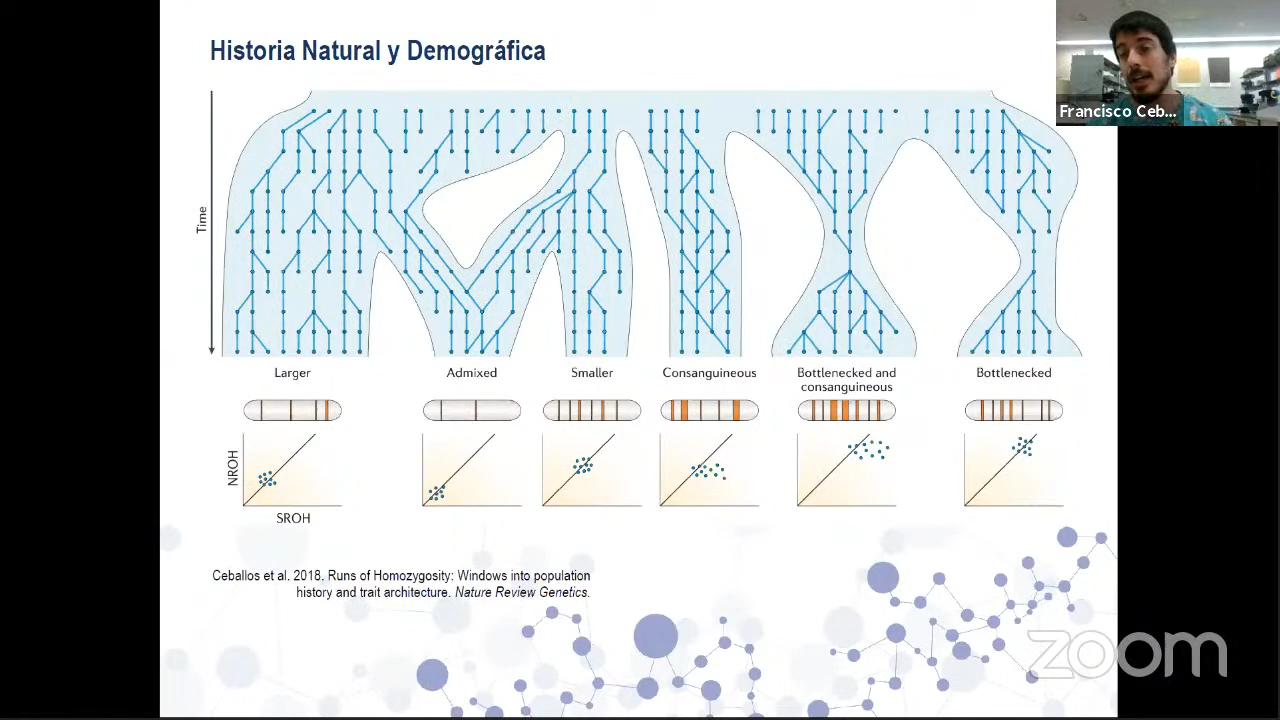 Historia Natural y Demográfica
Francisco Ceb...
Time
Larger
Admixed
Smaller
Consanguineous
Bottlenecked and
consanguineous
Bottlenecked
NROH
SROH
Ceballos et al. 2018. Runs of Homozygosity: Windows into population
history and trait architecture. Nature Review Genetics.
zoom